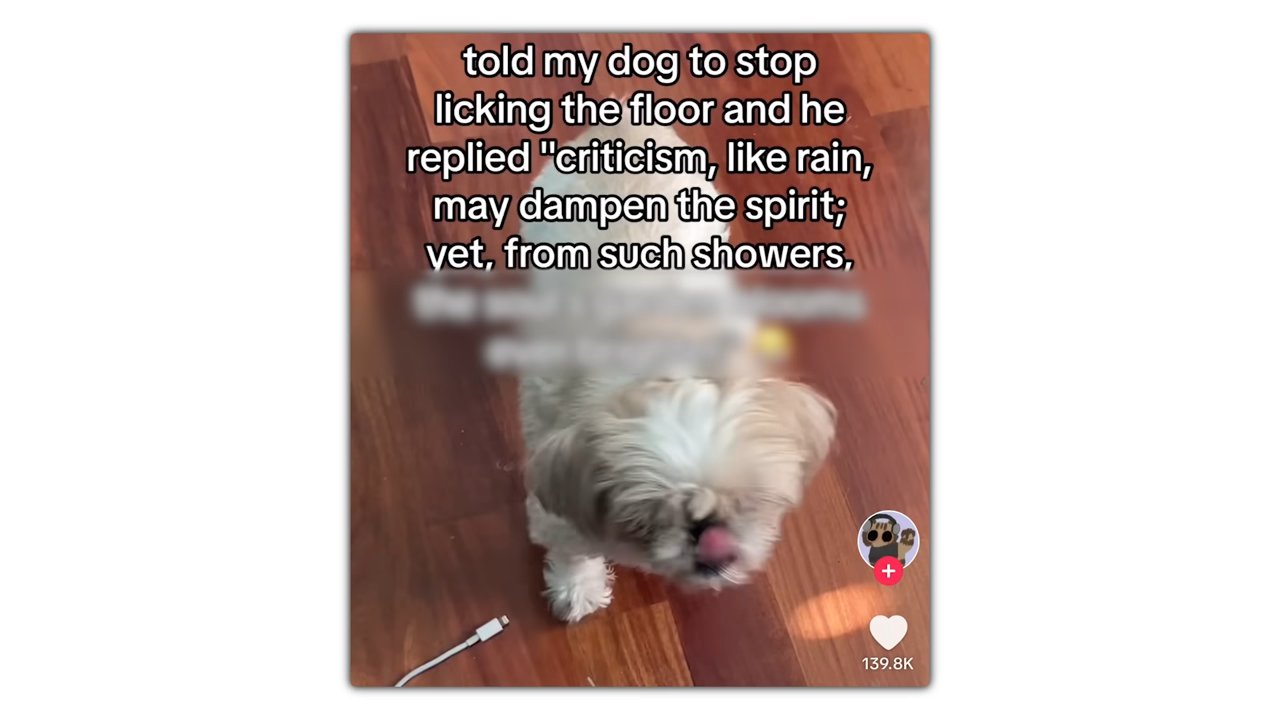 told my dog to stop
licking the floor and he
replied "criticism, like rain,
may dampen the spirit;
yet, from such showers,
139.8K